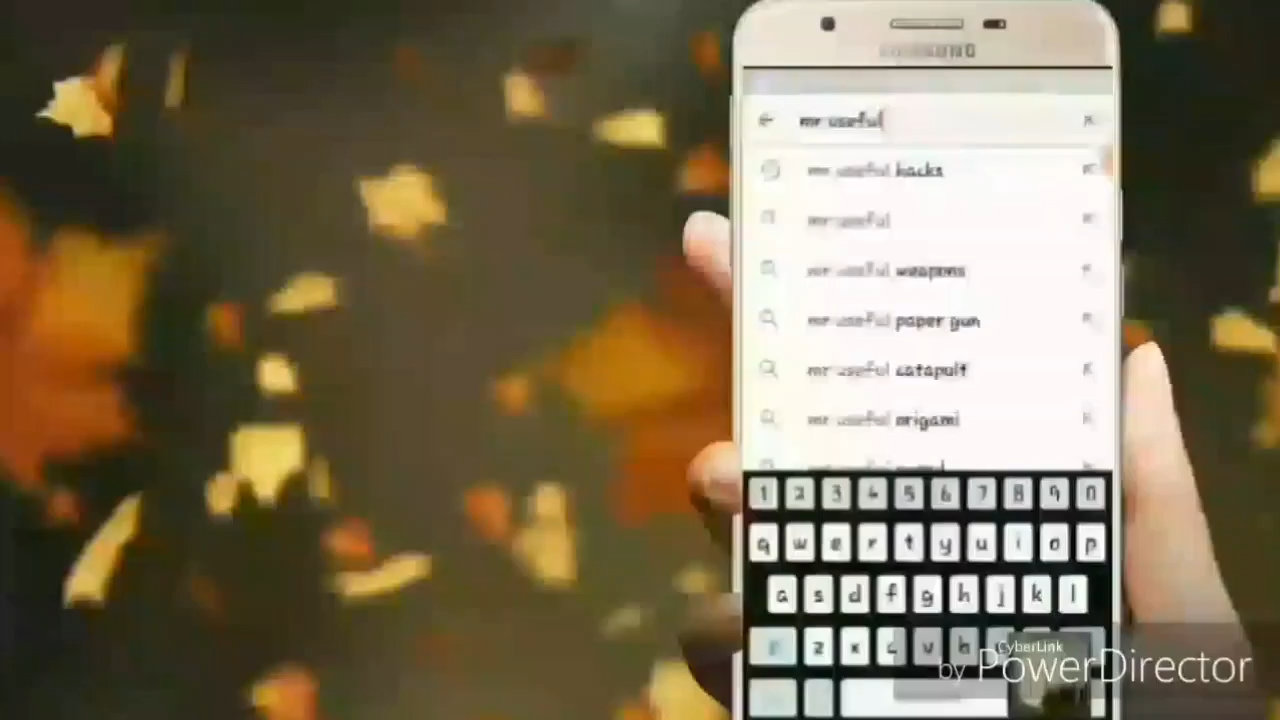 SAMSUNG
mr useful
mr useful hacks
mr useful
mr useful weapons
mr useful paper gun
mr useful catapult
mr useful origami
1 2 3 4 5 6 7 8 9 0
q w e r t y u i o p
a s d f g h j k l
z x c v b
CyberLink
by PowerDirector